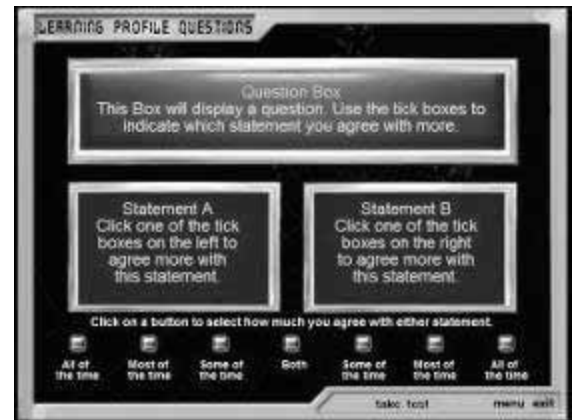 LEARNING PROFILE QUESTIONS
Question Box
This Box will display a question. Use the tick boxes to
indicate which statement you agree with more.
Statement A
Click one of the tick
boxes on the left to
agree more with
this statement.
Statement B
Click one of the tick
boxes on the right
to agree more with
this statement.
Click on a button to select how much you agree with either statement.
All of
the time
Most of
the time
Some of
the time
Both
Some of
the time
Most of
the time
All of
the time
take test
menu exit